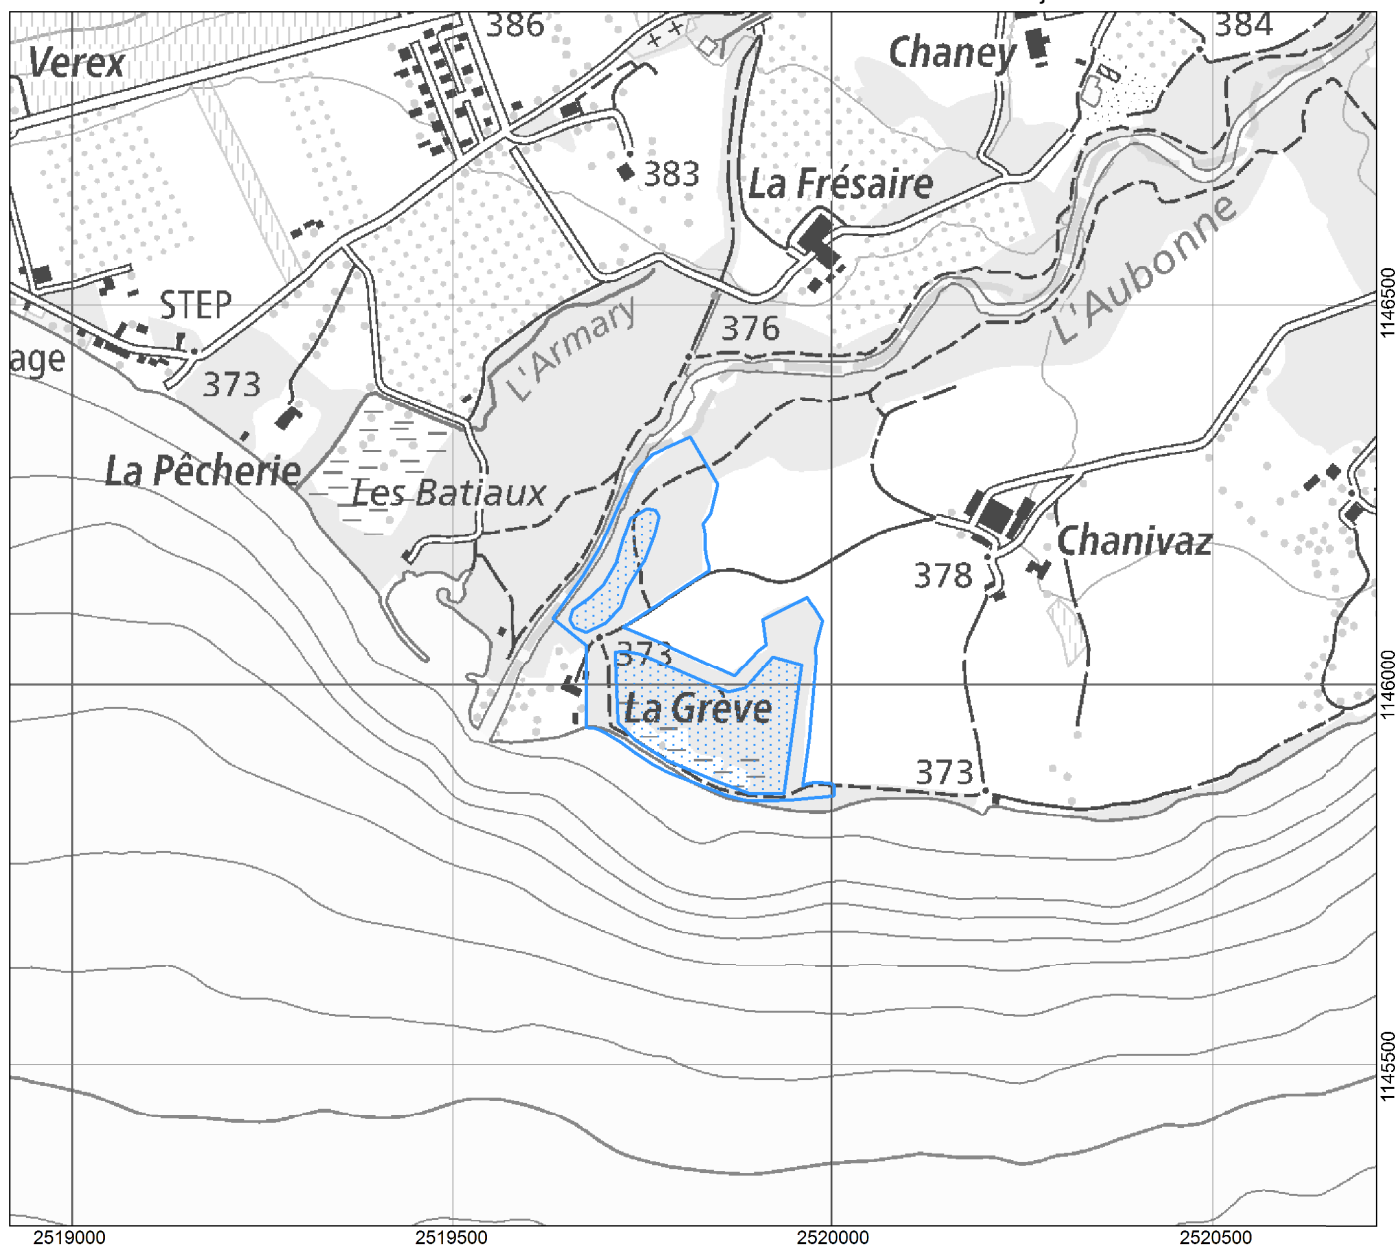 386
384
Verex
Chaney
383
La Frésaire
L'Aubonne
STEP
1146500
376
L'Armary
age
373
La Pêcherie
Les Batiaux
Chanivaz
378
373
1146000
La Grève
373
1145500
2519000
2519500
2520000
2520500